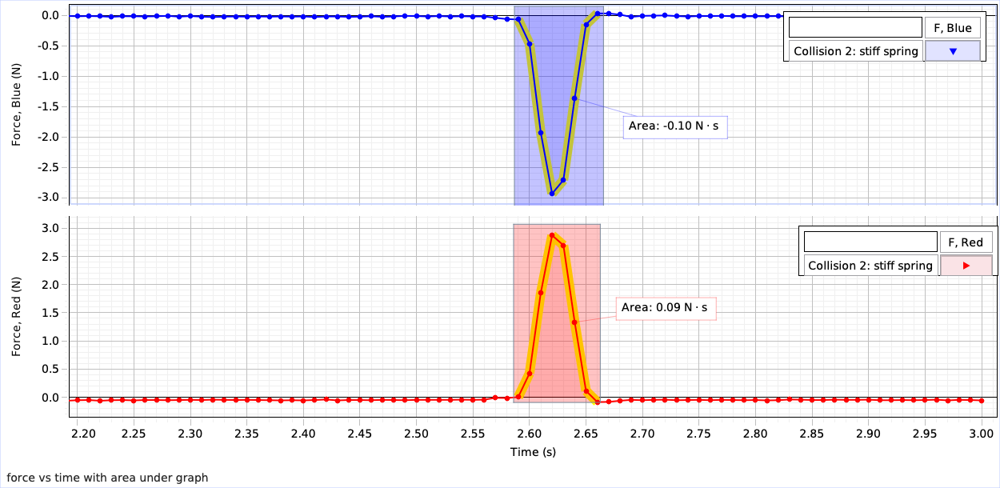 0.0
-0.5
-1.0
-1.5
-2.0
-2.5
-3.0
Force, Blue (N)
F, Blue
Collision 2: stiff spring
Area: -0.10 N · s
3.0
2.5
2.0
1.5
1.0
0.5
0.0
Force, Red (N)
F, Red
Collision 2: stiff spring
Area: 0.09 N · s
2.20 2.25 2.30 2.35 2.40 2.45 2.50 2.55 2.60 2.65 2.70 2.75 2.80 2.85 2.90 2.95 3.00
Time (s)
force vs time with area under graph